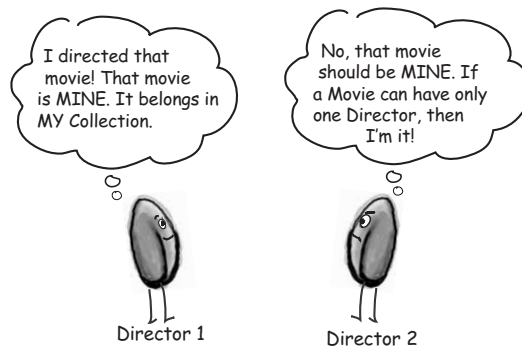 I directed that
movie! That movie
is MINE. It belongs in
MY Collection.
No, that movie
should be MINE. If
a Movie can have only
one Director, then
I'm it!
Director 1
Director 2